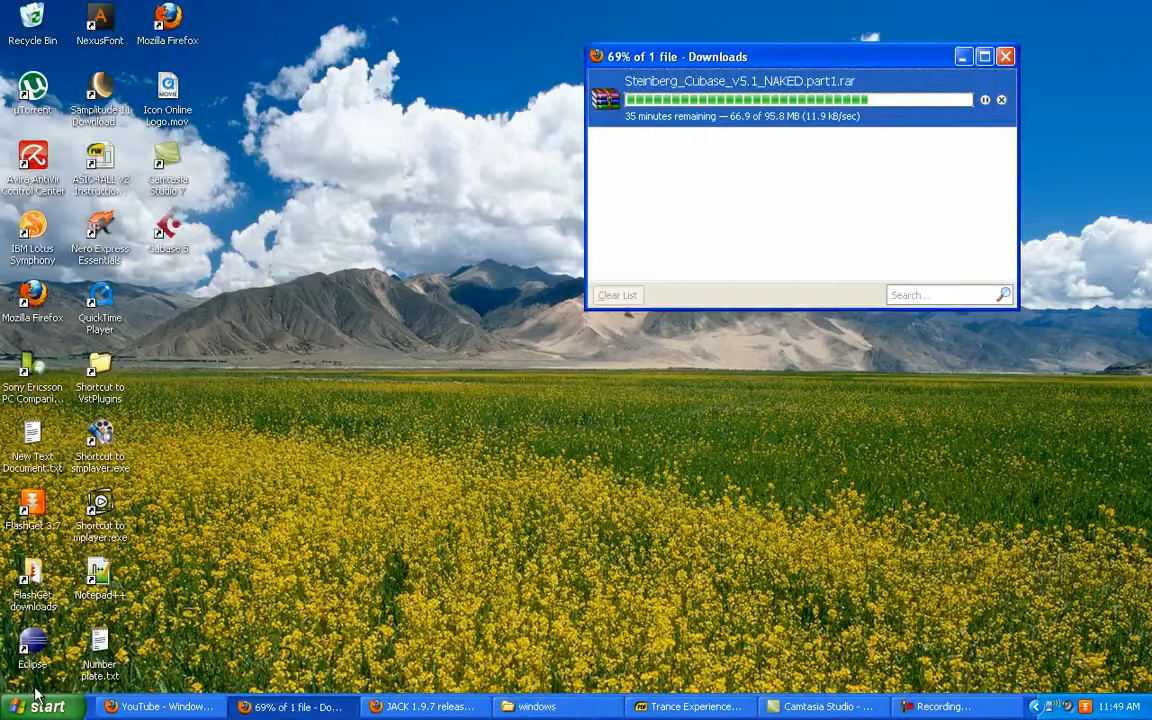 Recycle Bin
NexusFont
Mozilla Firefox
µTorrent
Samplitude 11
Download ...
Icon Online
Logo.mov
Avira AntiVir
Control Center
ASIO4ALL v2
Instructio...
Camtasia
Studio 7
IBM Lotus
Symphony
Nero Express
Essentials
Cubase 5
Mozilla Firefox
QuickTime
Player
Sony Ericsson
PC Compani...
Shortcut to
VstPlugins
New Text
Document.txt
Shortcut to
smplayer.exe
FlashGet 3.7
Shortcut to
mplayer.exe
FlashGet
downloads
Notepad++
Eclipse
Number
plate.txt
69% of 1 file - Downloads
Steinberg_Cubase_v5.1_NAKED.part1.rar
35 minutes remaining — 66.9 of 95.8 MB (11.9 kB/sec)
Clear List
Search...
start
YouTube - Window...
69% of 1 file - Do...
JACK 1.9.7 releas...
windows
Trance Experience...
Camtasia Studio - ...
Recording...
11:49 AM